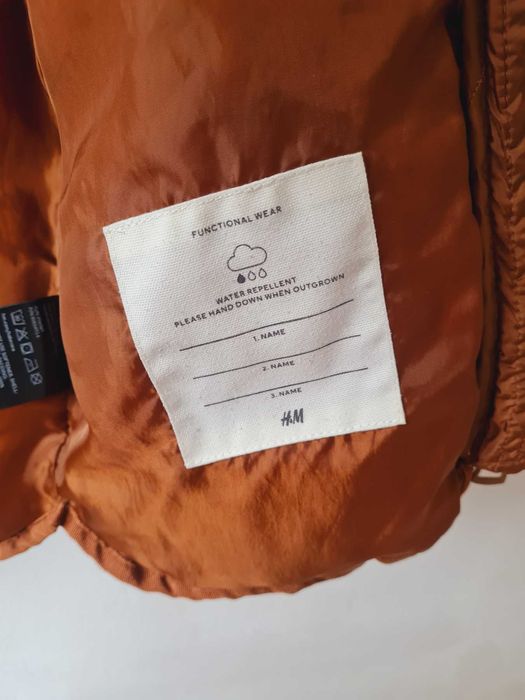 FUNCTIONAL WEAR
WATER REPELLENT
PLEASE HAND DOWN WHEN OUTGROWN
1. NAME
2. NAME
3. NAME
H&M